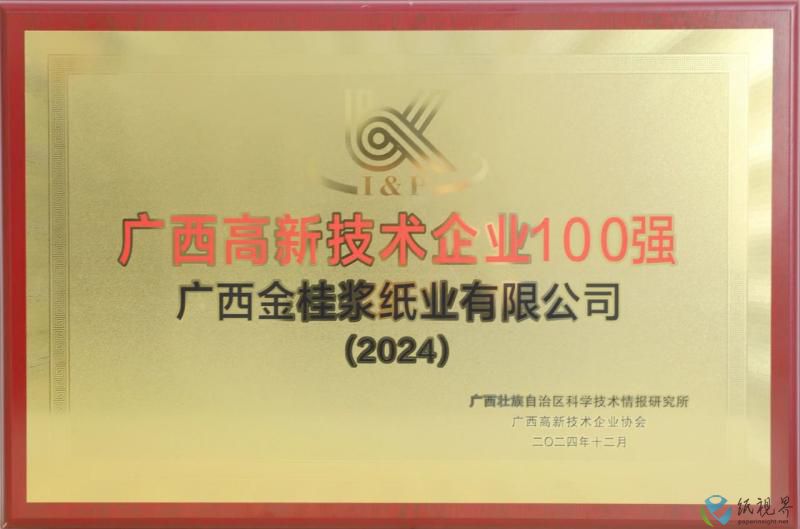 I&P
广西高新技术企业100强
广西金桂浆纸业有限公司
(2024)
广西壮族自治区科学技术情报研究所
广西高新技术企业协会
二〇二四年十二月
纸视界
paperinsight.net